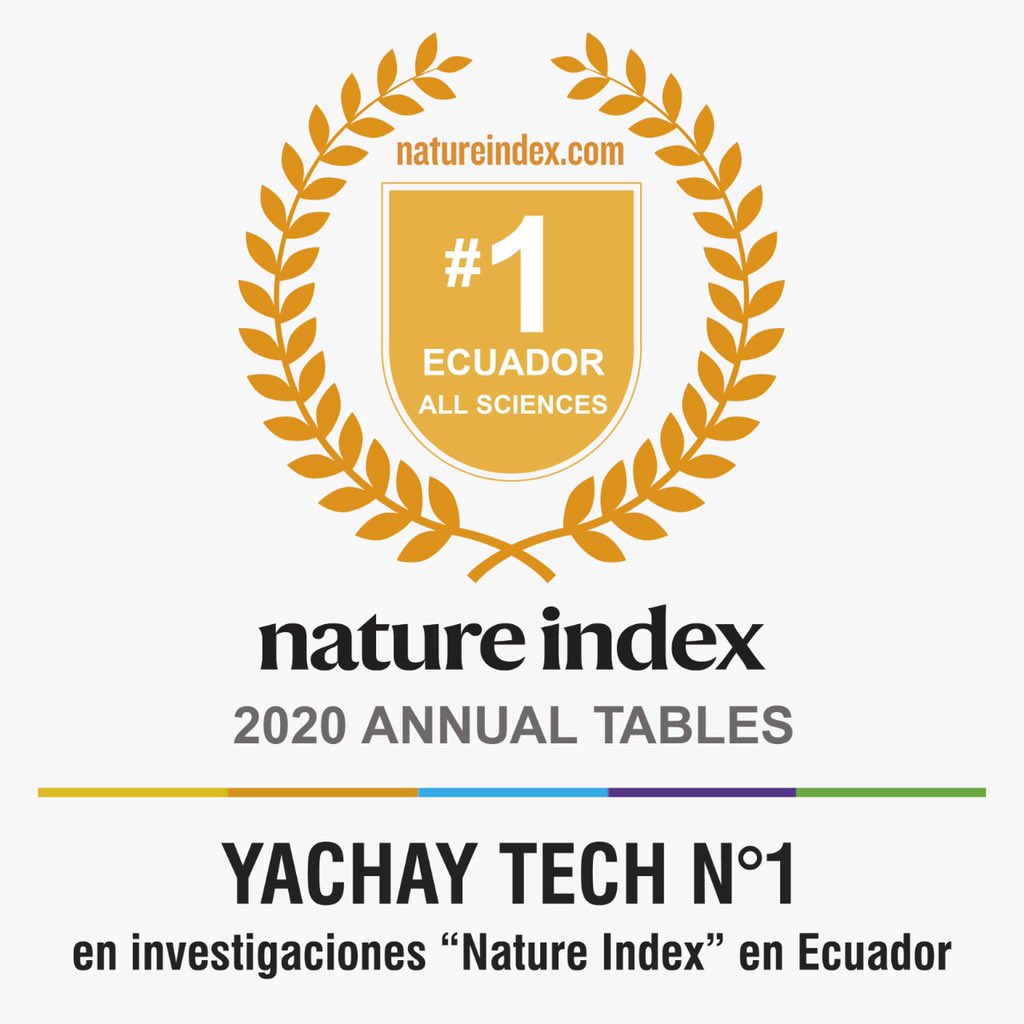 natureindex.com
#1
ECUADOR
ALL SCIENCES
nature index
2020 ANNUAL TABLES
YACHAY TECH N°1
en investigaciones “Nature Index” en Ecuador